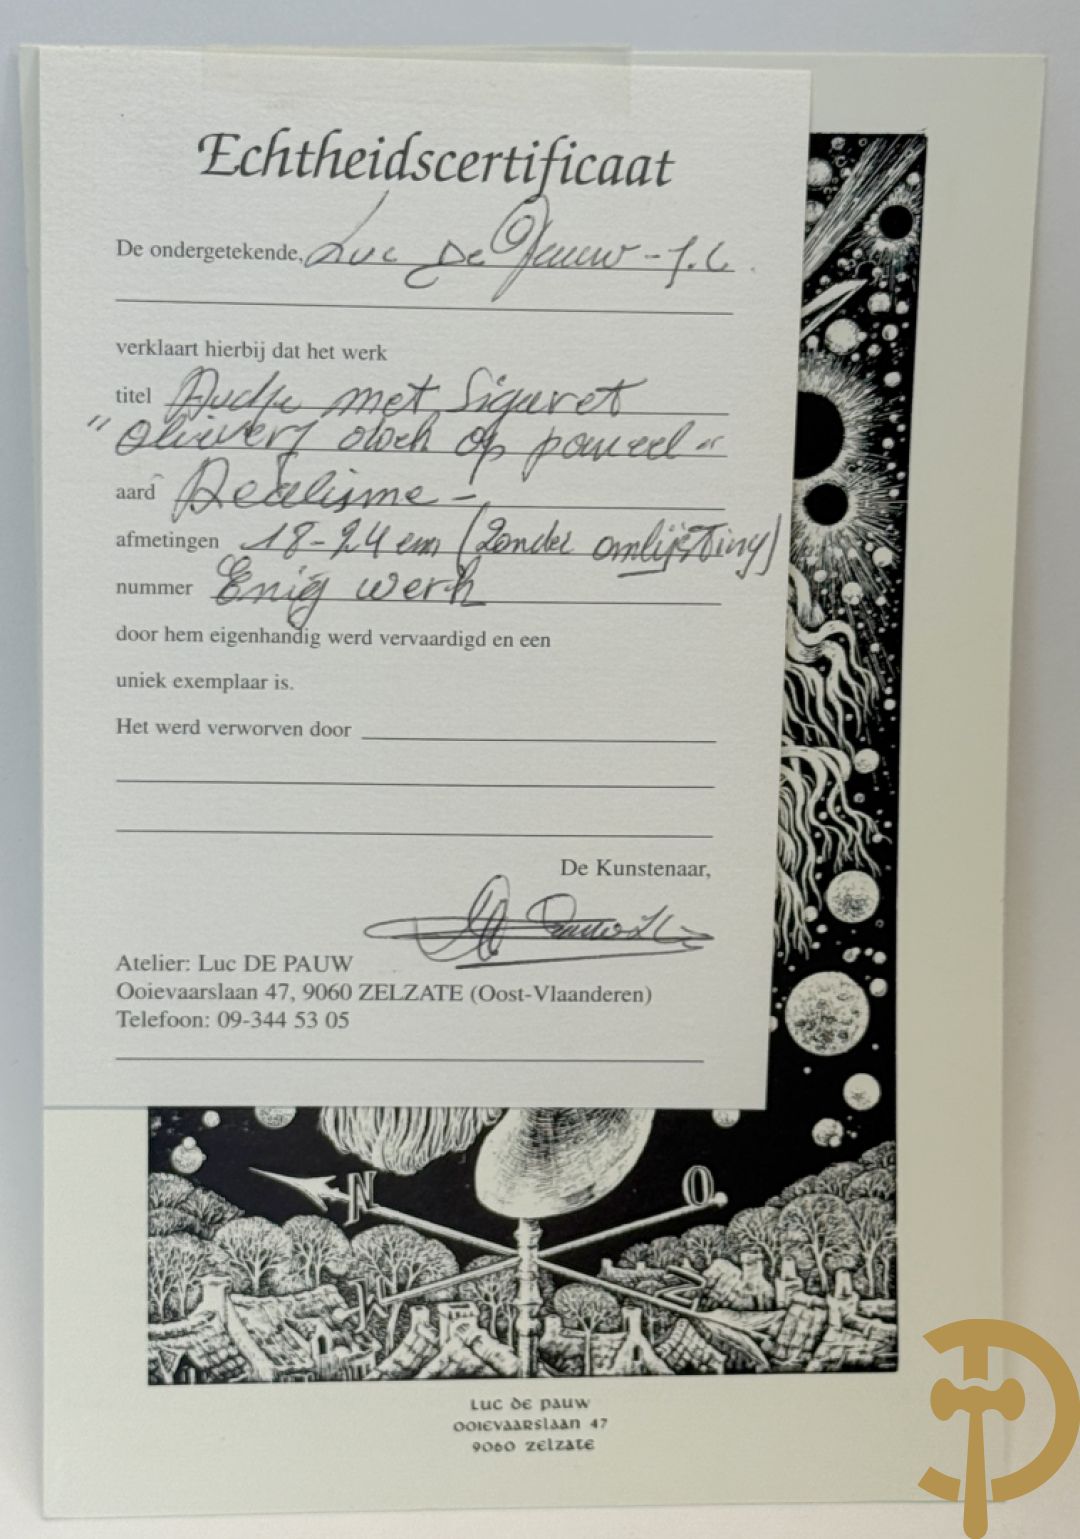 Echtheidscertificaat
De ondergetekende, Luc De Pauw - J.L.
verklaart hierbij dat het werk
titel met Sigaret
" olieverf doek op paneel "
aard Realisme -
afmetingen 18-24 cm (zonder omlijsting)
nummer Enig werk
door hem eigenhandig werd vervaardigd en een
uniek exemplaar is.
Het werd verworven door
De Kunstenaar,
Atelier: Luc DE PAUW
Ooievaarslaan 47, 9060 ZELZATE (Oost-Vlaanderen)
Telefoon: 09-344 53 05
N
O
W
Z
Luc De Pauw
Ooievaarslaan 47
9060 Zelzate